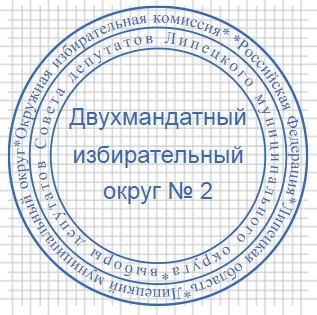 *Российская Федерация*Липецкая область*Липецкий муниципальный округ*Окружная избирательная комиссия*
*выборы депутатов Совета депутатов Липецкого муниципального округа
Двухмандатный
избирательный
округ № 2